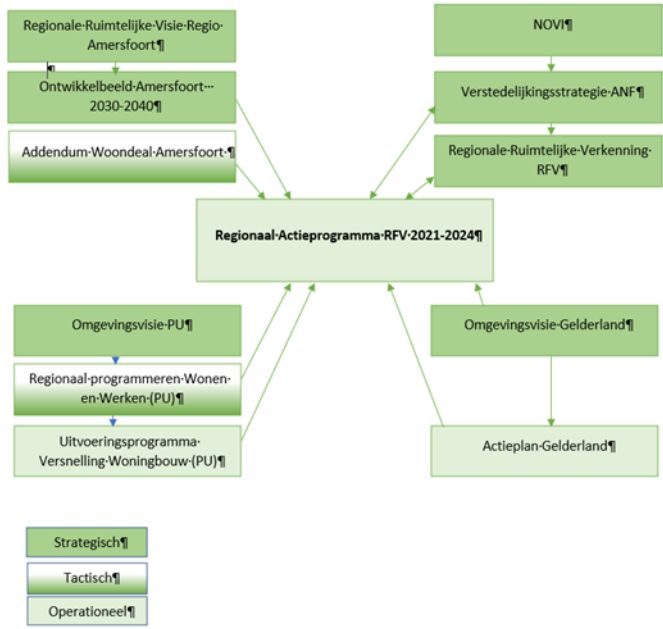 Regionale·Ruimtelijke·Visie·Regio·
Amersfoort¶
¶
Ontwikkelbeeld·Amersfoort···
2030-2040¶
Addendum·Woondeal·Amersfoort·¶
NOVI¶
Verstedelijkingsstrategie·ANF¶
Regionale·Ruimtelijke·Verkenning·
RFV¶
Regionaal·Actieprogramma·RFV·2021-2024¶
Omgevingsvisie·PU¶
Regionaal·programmeren·Wonen·
en·Werken·(PU)¶
Uitvoeringsprogramma·
Versnelling·Woningbouw·(PU)¶
Omgevingsvisie·Gelderland¶
Actieplan·Gelderland¶
Strategisch¶
Tactisch¶
Operationeel¶